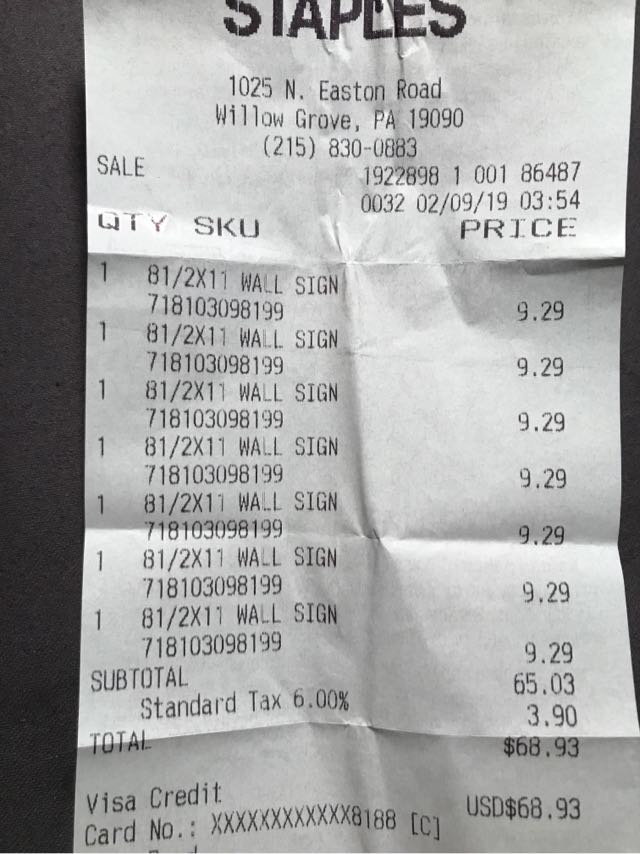 STAPLES
1025 N. Easton Road
Willow Grove, PA 19090
(215) 830-0883
SALE 1922898 1 001 86487
0032 02/09/19 03:54
QTY SKU PRICE
1 81/2X11 WALL SIGN
718103098199 9.29
1 81/2X11 WALL SIGN
718103098199 9.29
1 81/2X11 WALL SIGN
718103098199 9.29
1 81/2X11 WALL SIGN
718103098199 9.29
1 81/2X11 WALL SIGN
718103098199 9.29
1 81/2X11 WALL SIGN
718103098199 9.29
1 81/2X11 WALL SIGN
718103098199 9.29
SUBTOTAL 65.03
Standard Tax 6.00% 3.90
TOTAL $68.93
Visa Credit USD$68.93
Card No.: XXXXXXXXXXXX8188 [C]